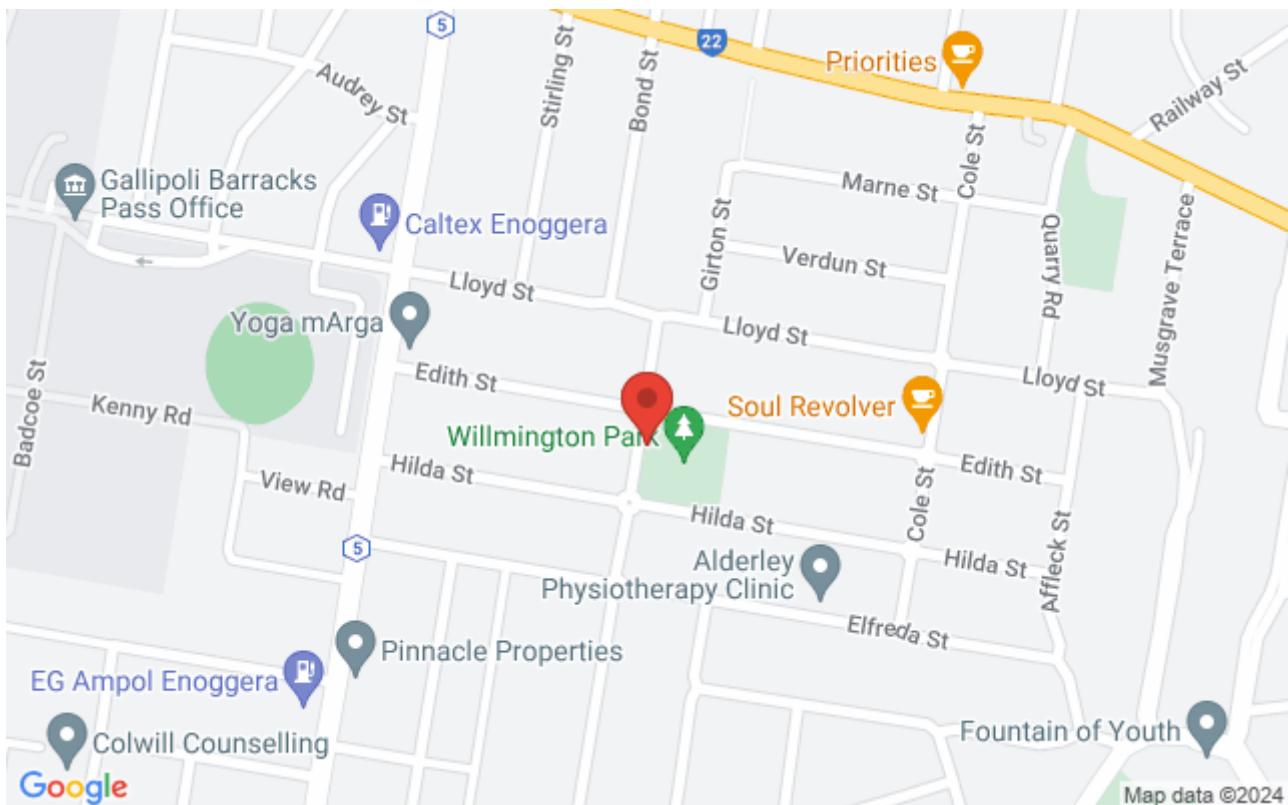 5
22
Priorities
Railway St
Audrey St
Stirling St
Bond St
Cole St
Gallipoli Barracks
Pass Office
Marne St
Caltex Enoggera
Girton St
Verdun St
Quarry Rd
Musgrave Terrace
Lloyd St
Yoga mArga
Lloyd St
Lloyd St
Badcoe St
Kenny Rd
Edith St
Soul Revolver
Willmington Park
Edith St
View Rd
Hilda St
Cole St
Hilda St
5
Alderley
Physiotherapy Clinic
Hilda St
Affleck St
Elfreda St
Pinnacle Properties
EG Ampol Enoggera
Colwill Counselling
Fountain of Youth
Google
Map data ©2024